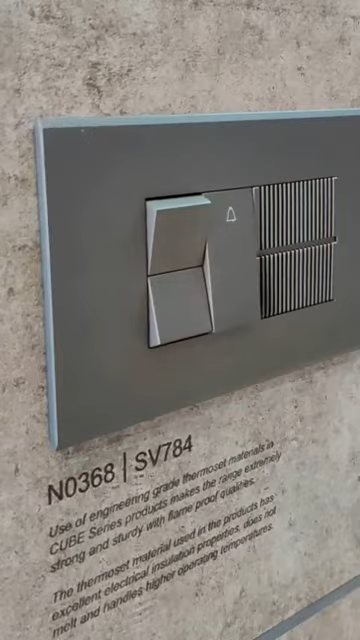 N0368 | SV784
Use of engineering grade thermoset materials in
CUBE Series products makes the range extremely
strong and sturdy with flame proof qualities.
The thermoset material used in the products has
excellent electrical insulation properties, does not
melt and handles higher operating temperatures.